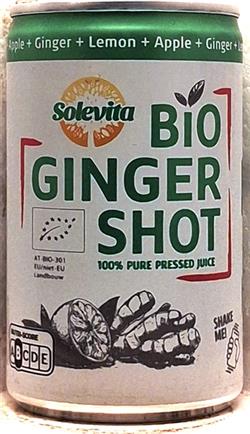 Apple + Ginger + Lemon + Apple + Ginger +
Solevita
BIO
GINGER
SHOT
100% PURE PRESSED JUICE
AT-BIO-301
EU/niet-EU
Landbouw
SHAKE
ME!
NUTRI-SCORE
ABCDE